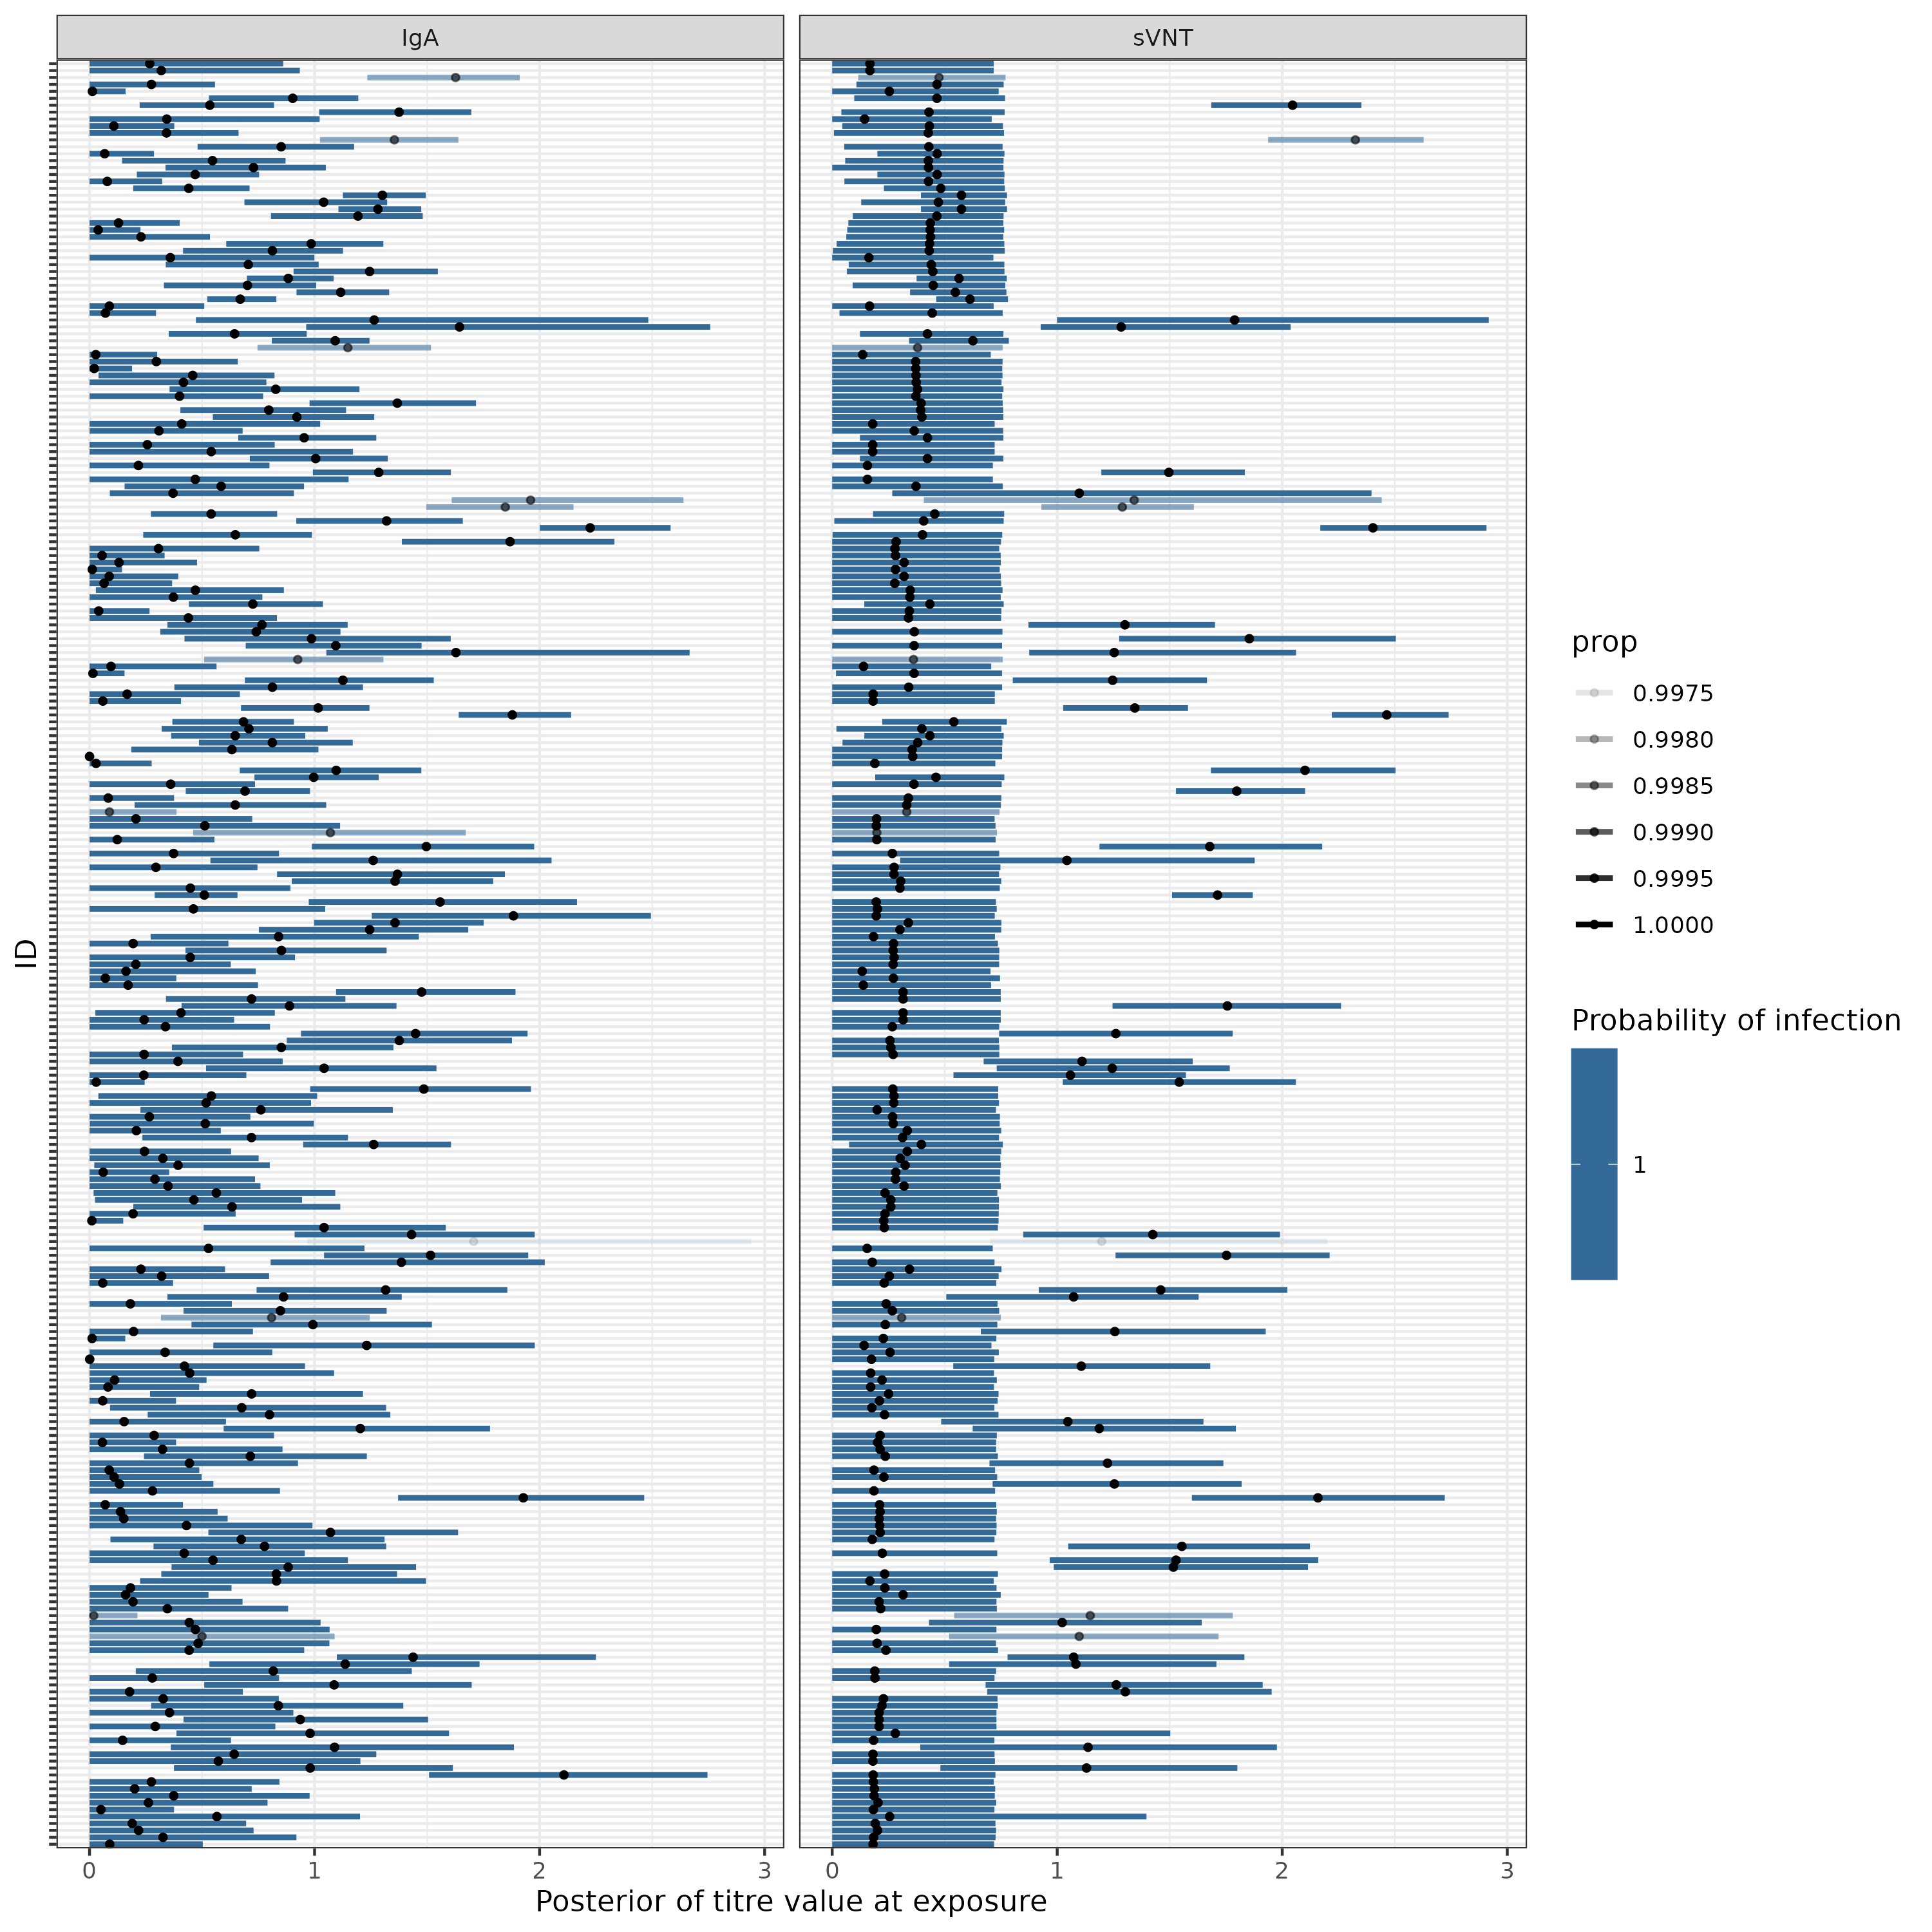 IgA
sVNT
ID
0
1
2
3
0
1
2
3
Posterior of titre value at exposure
prop
0.9975
0.9980
0.9985
0.9990
0.9995
1.0000
Probability of infection
1